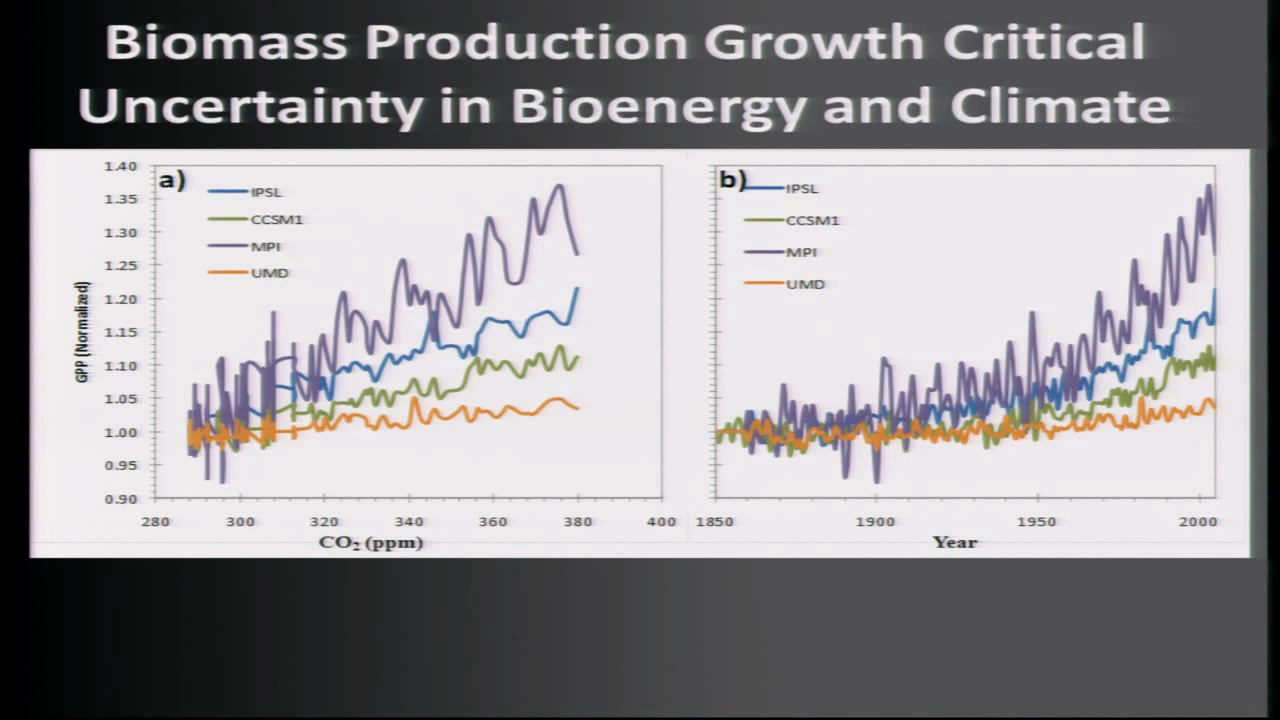 Biomass Production Growth Critical
Uncertainty in Bioenergy and Climate
a)
IPSL
CCSM1
MPI
UMD
GPP (Normalized)
1.40
1.35
1.30
1.25
1.20
1.15
1.10
1.05
1.00
0.95
0.90
280
300
320
340
360
380
400
CO₂ (ppm)
b)
IPSL
CCSM1
MPI
UMD
1850
1900
1950
2000
Year